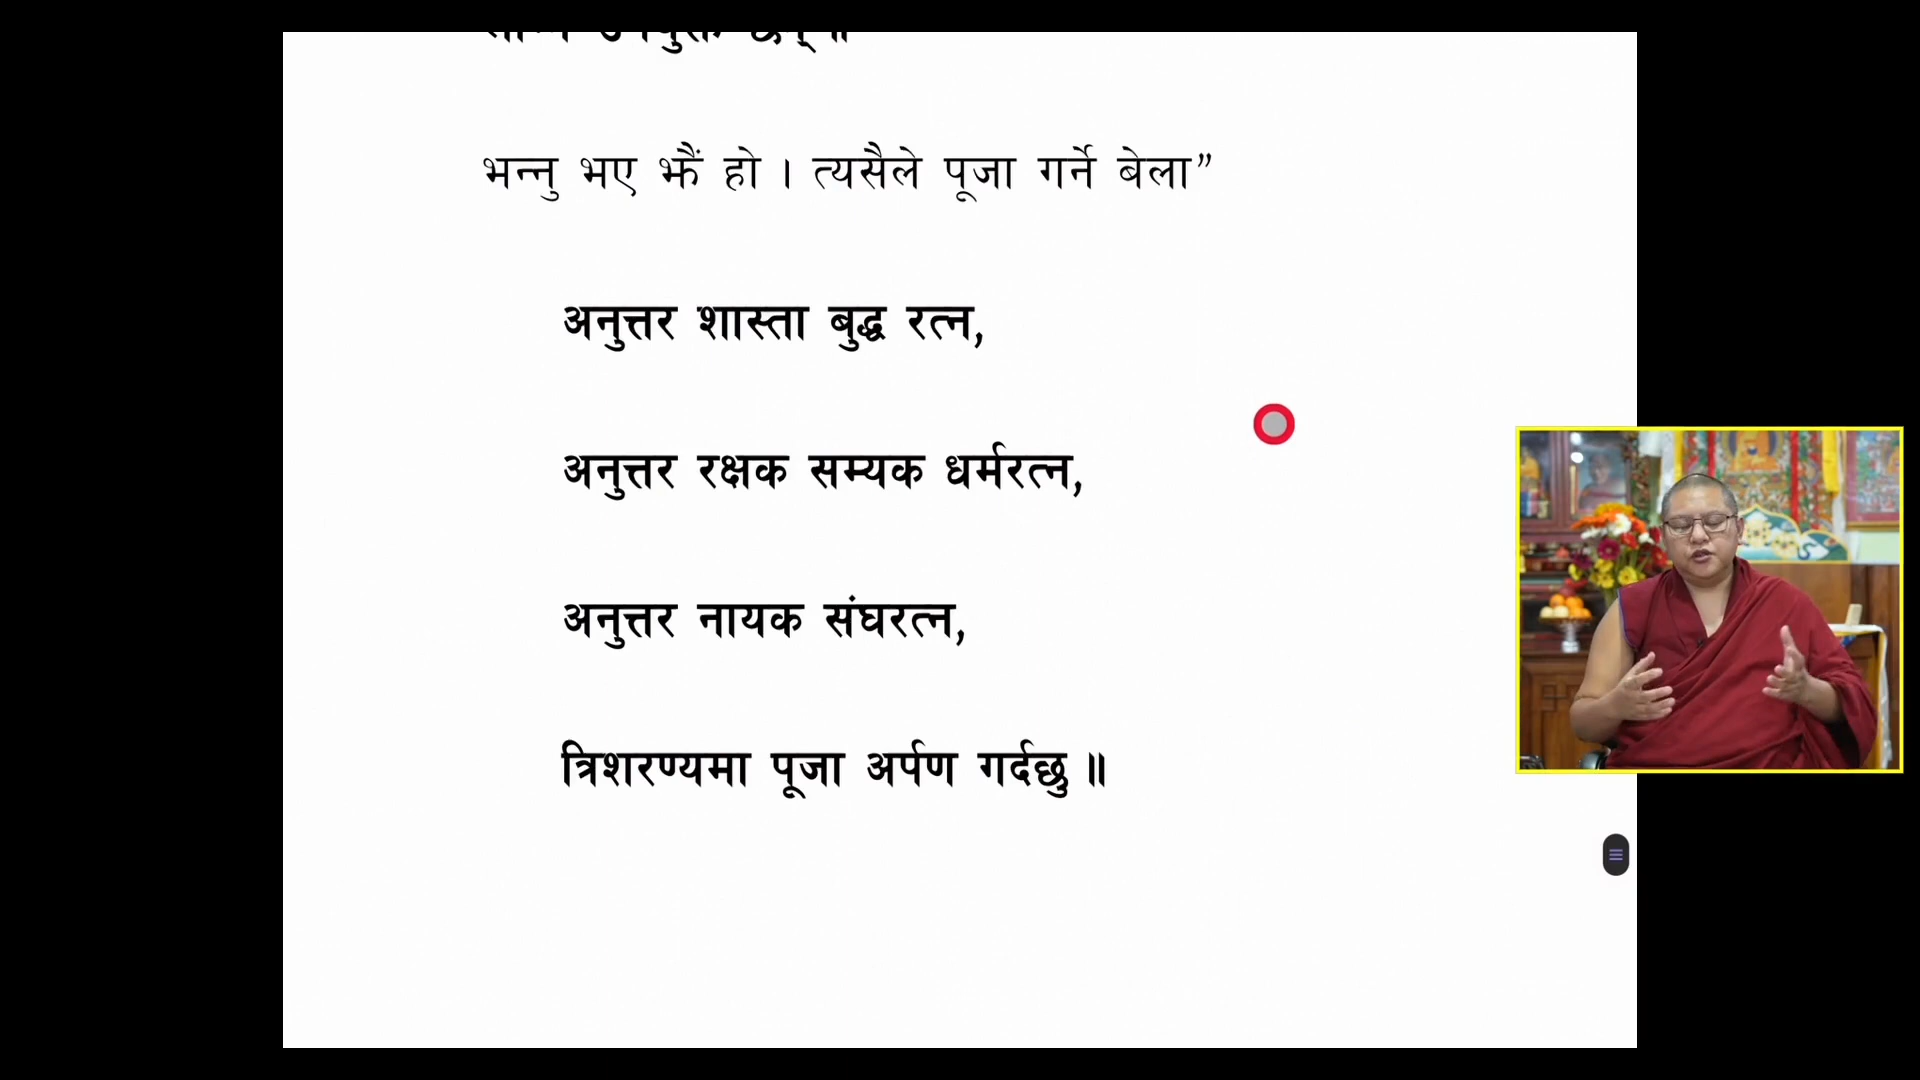 भन्नु भए झैं हो । त्यसैले पूजा गर्ने बेला”
अनुत्तर शास्ता बुद्ध रत्न,
अनुत्तर रक्षक सम्यक धर्मरत्न,
अनुत्तर नायक संघरत्न,
त्रिशरण्यमा पूजा अर्पण गर्दछु ॥